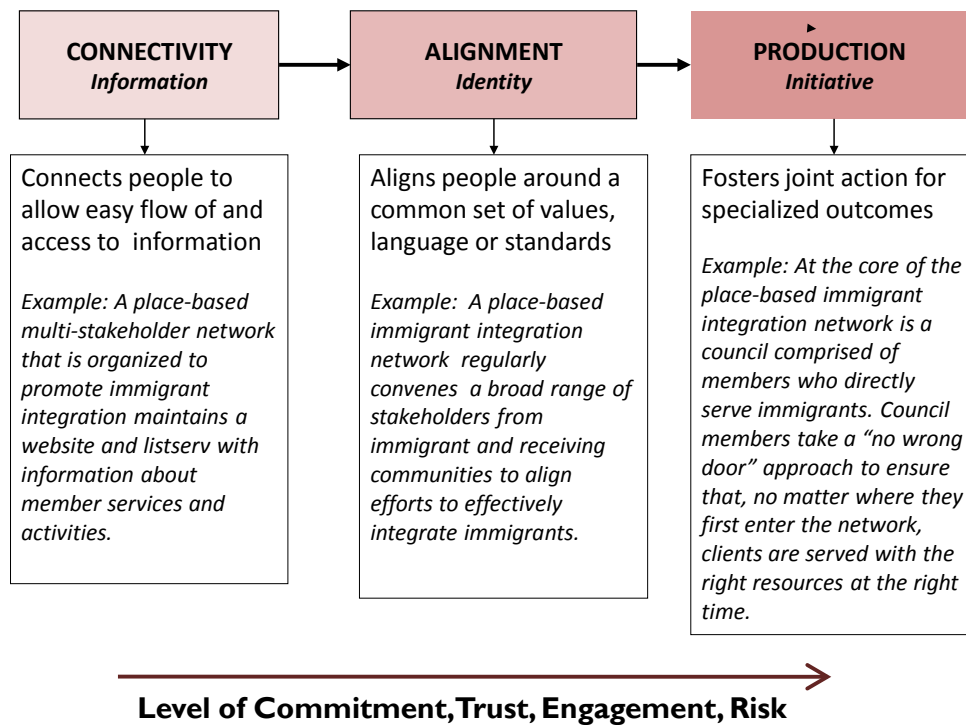 CONNECTIVITY
Information
ALIGNMENT
Identity
PRODUCTION
Initiative
Connects people to
allow easy flow of and
access to information
Example: A place-based
multi-stakeholder network
that is organized to
promote immigrant
integration maintains a
website and listserv with
information about
member services and
activities.
Aligns people around a
common set of values,
language or standards
Example: A place-based
immigrant integration
network regularly
convenes a broad range of
stakeholders from
immigrant and receiving
communities to align
efforts to effectively
integrate immigrants.
Fosters joint action for
specialized outcomes
Example: At the core of the
place-based immigrant
integration network is a
council comprised of
members who directly
serve immigrants. Council
members take a “no wrong
door” approach to ensure
that, no matter where they
first enter the network,
clients are served with the
right resources at the right
time.
Level of Commitment, Trust, Engagement, Risk